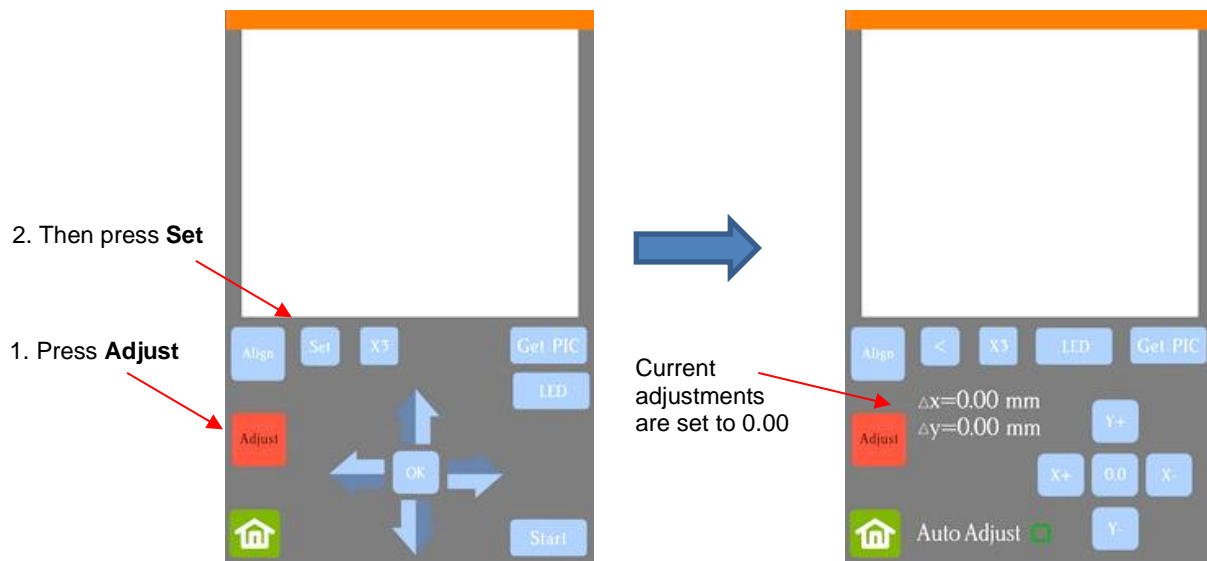 2. Then press Set
1. Press Adjust
Align
Set
X3
Get PIC
LED
Adjust
OK
Start
Current
adjustments
are set to 0.00
Align
<
X3
LED
Get PIC
△x=0.00 mm
△y=0.00 mm
Adjust
Y+
X+
0.0
X-
Auto Adjust
Y-